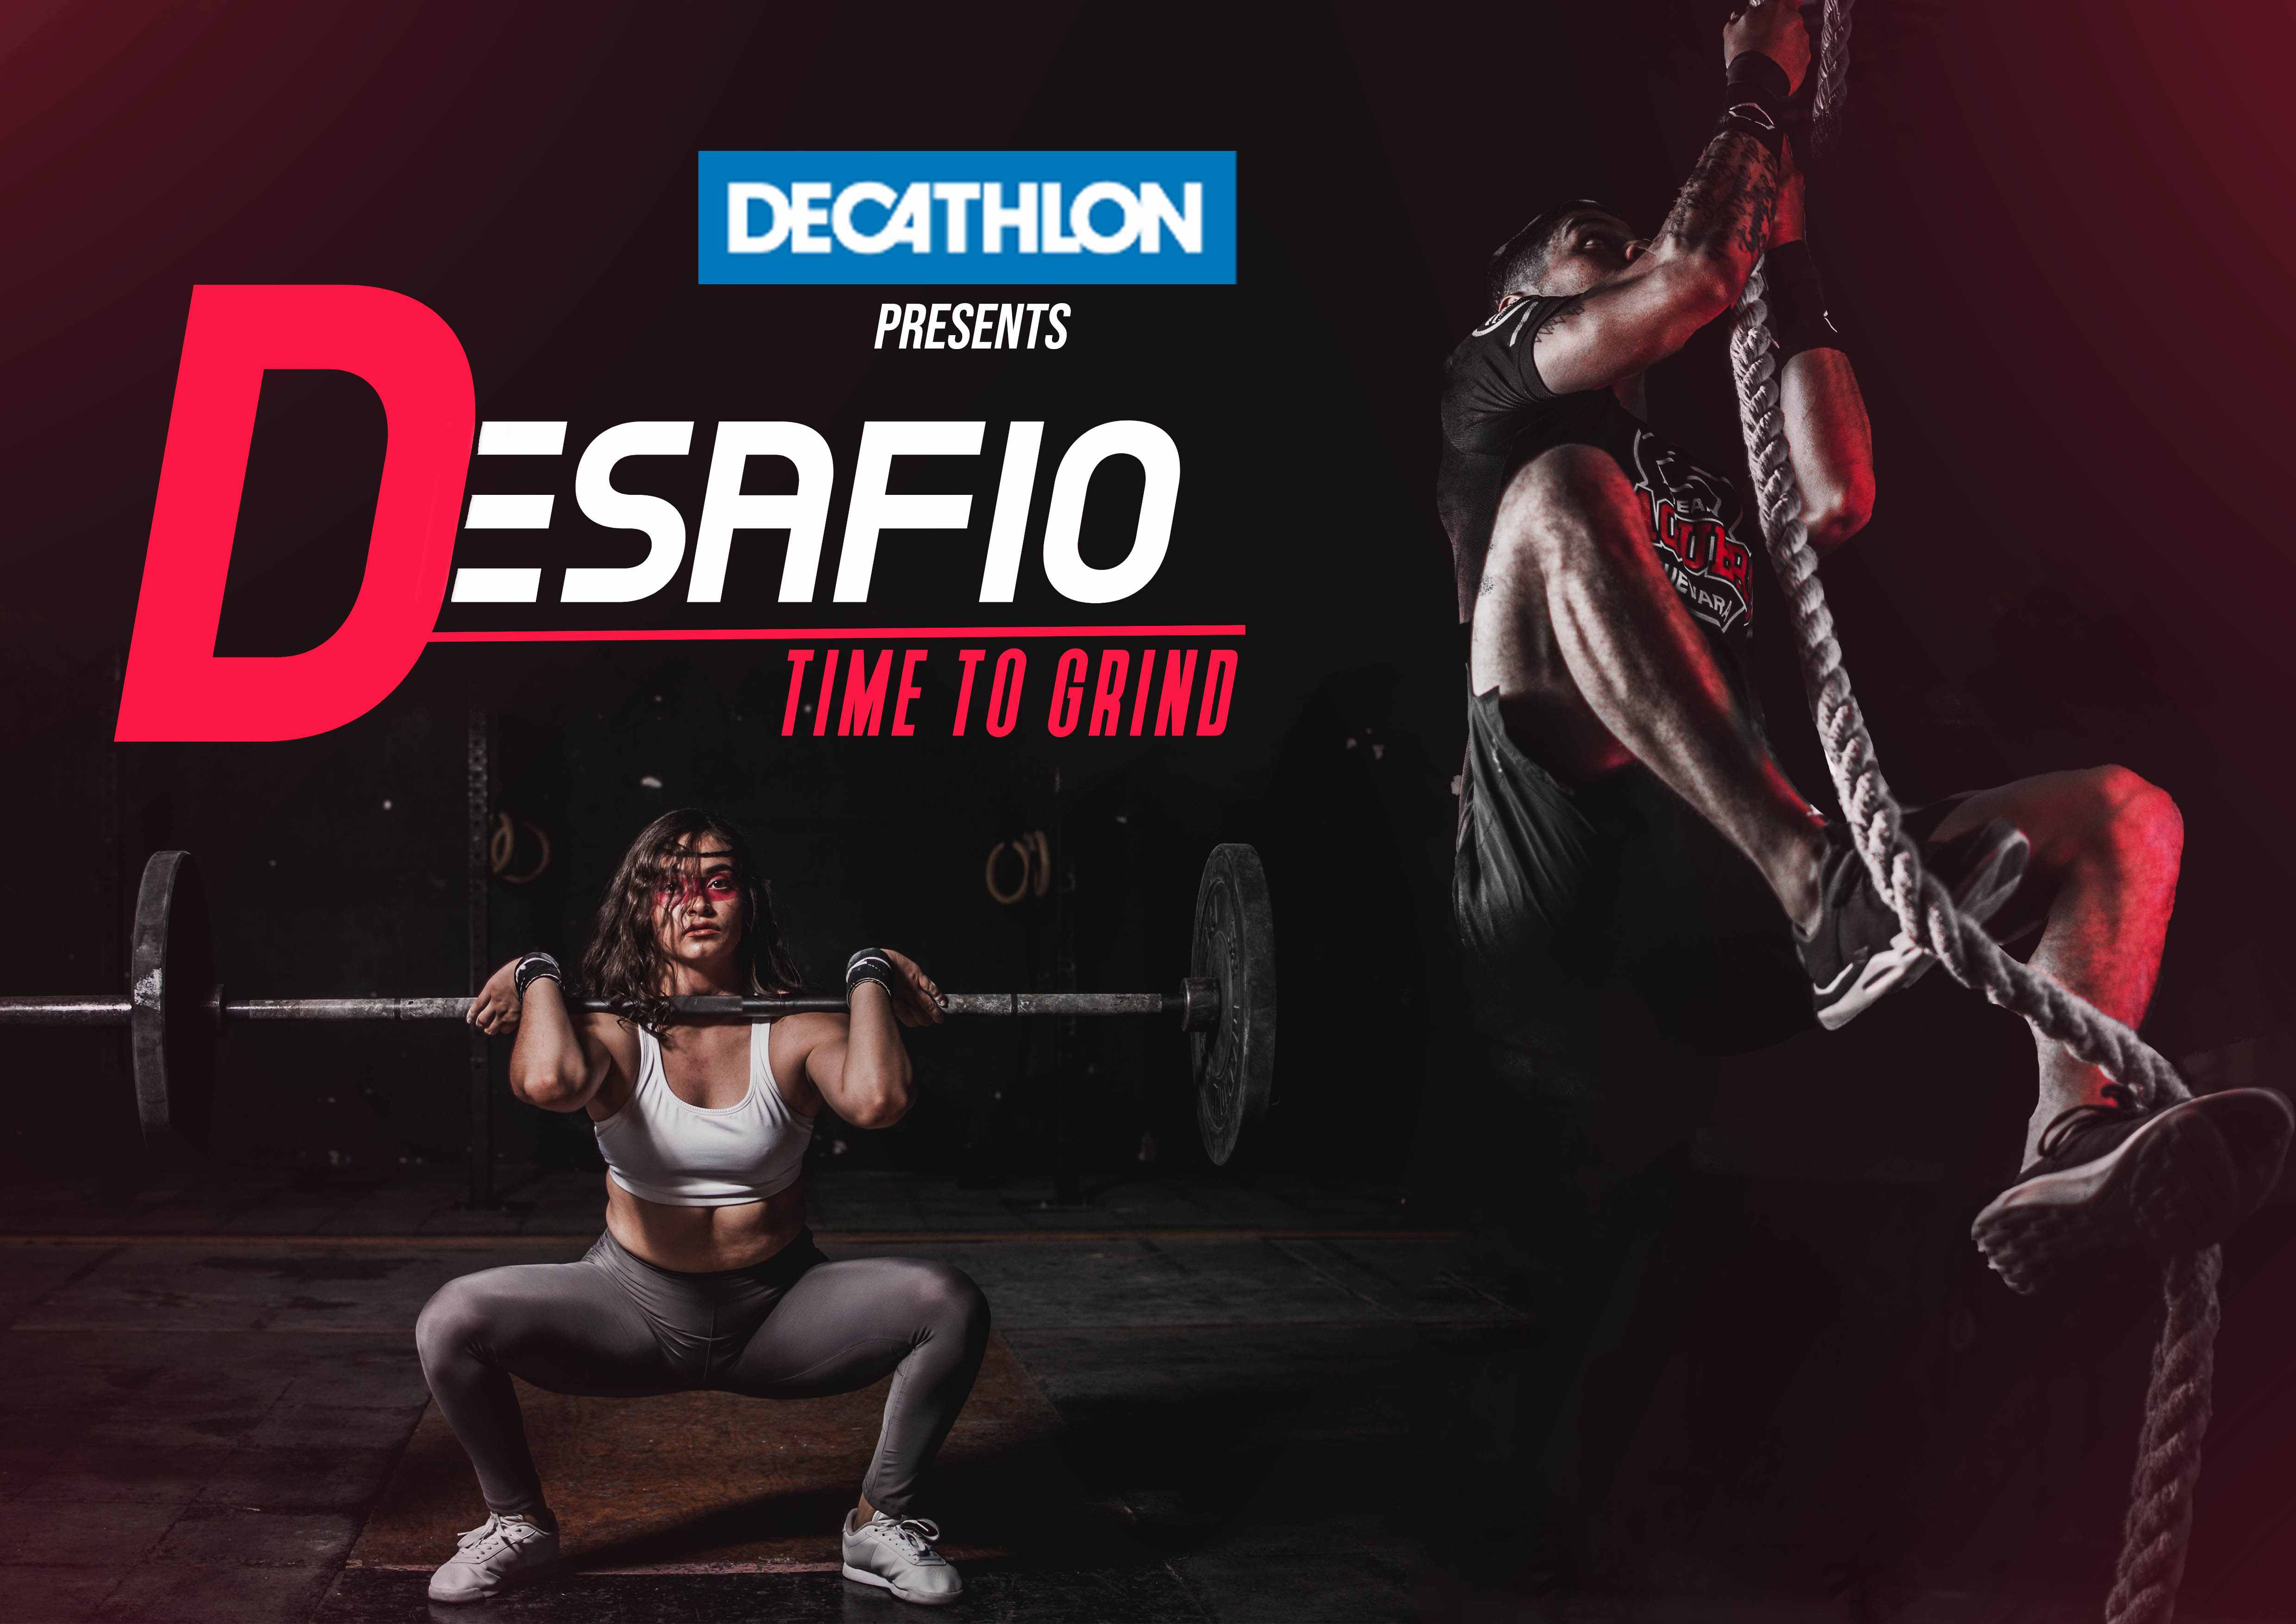 DECATHLON
PRESENTS
DESAFIO
TIME TO GRIND